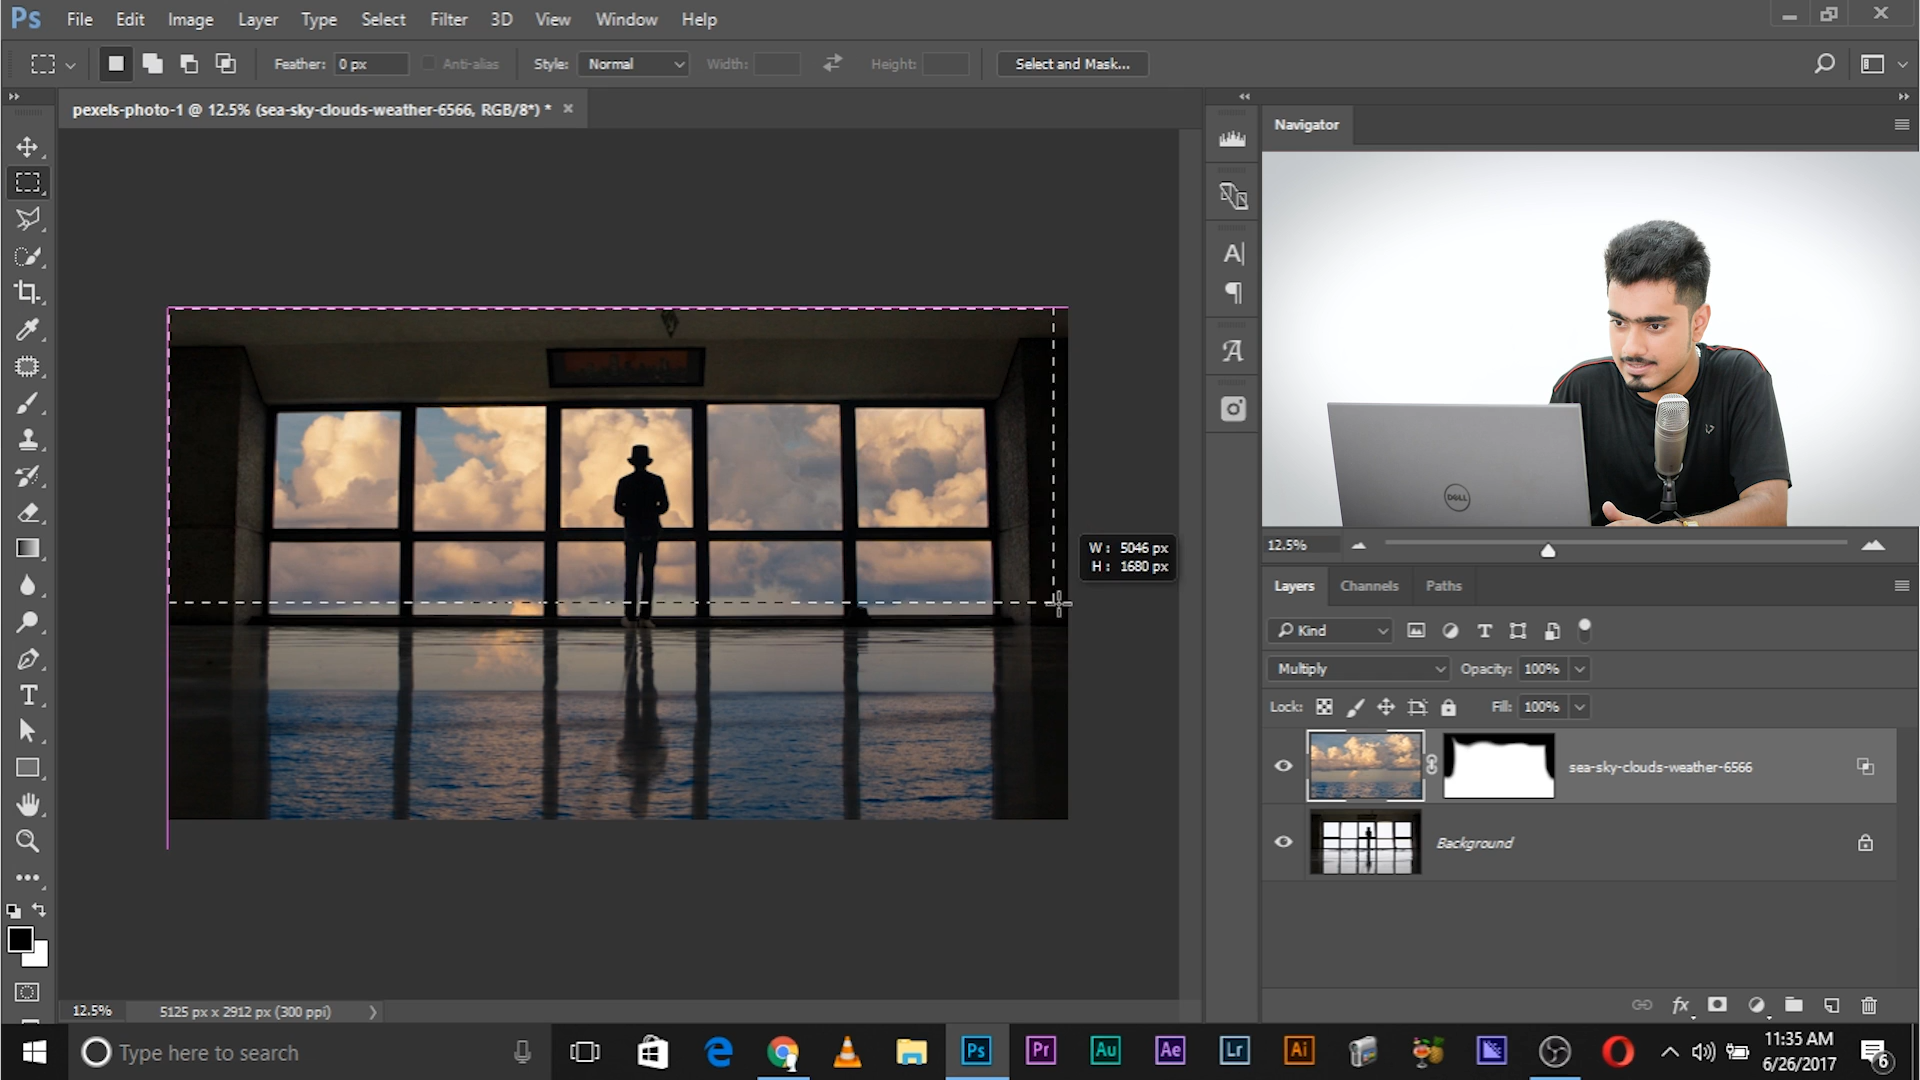 Ps File Edit Image Layer Type Select Filter 3D View Window Help
Feather: 0 px Anti-alias Style: Normal Width: Height: Select and Mask...
pexels-photo-1 @ 12.5% (sea-sky-clouds-weather-6566, RGB/8*) * ×
Navigator
DELL
W : 5046 px
H : 1680 px
12.5%
Layers Channels Paths
Kind
Multiply Opacity: 100%
Lock: Fill: 100%
sea-sky-clouds-weather-6566
Background
fx
12.5% 5125 px x 2912 px (300 ppi)
Type here to search
Ps Pr Au Ae Lr Ai
11:35 AM
6/26/2017
6